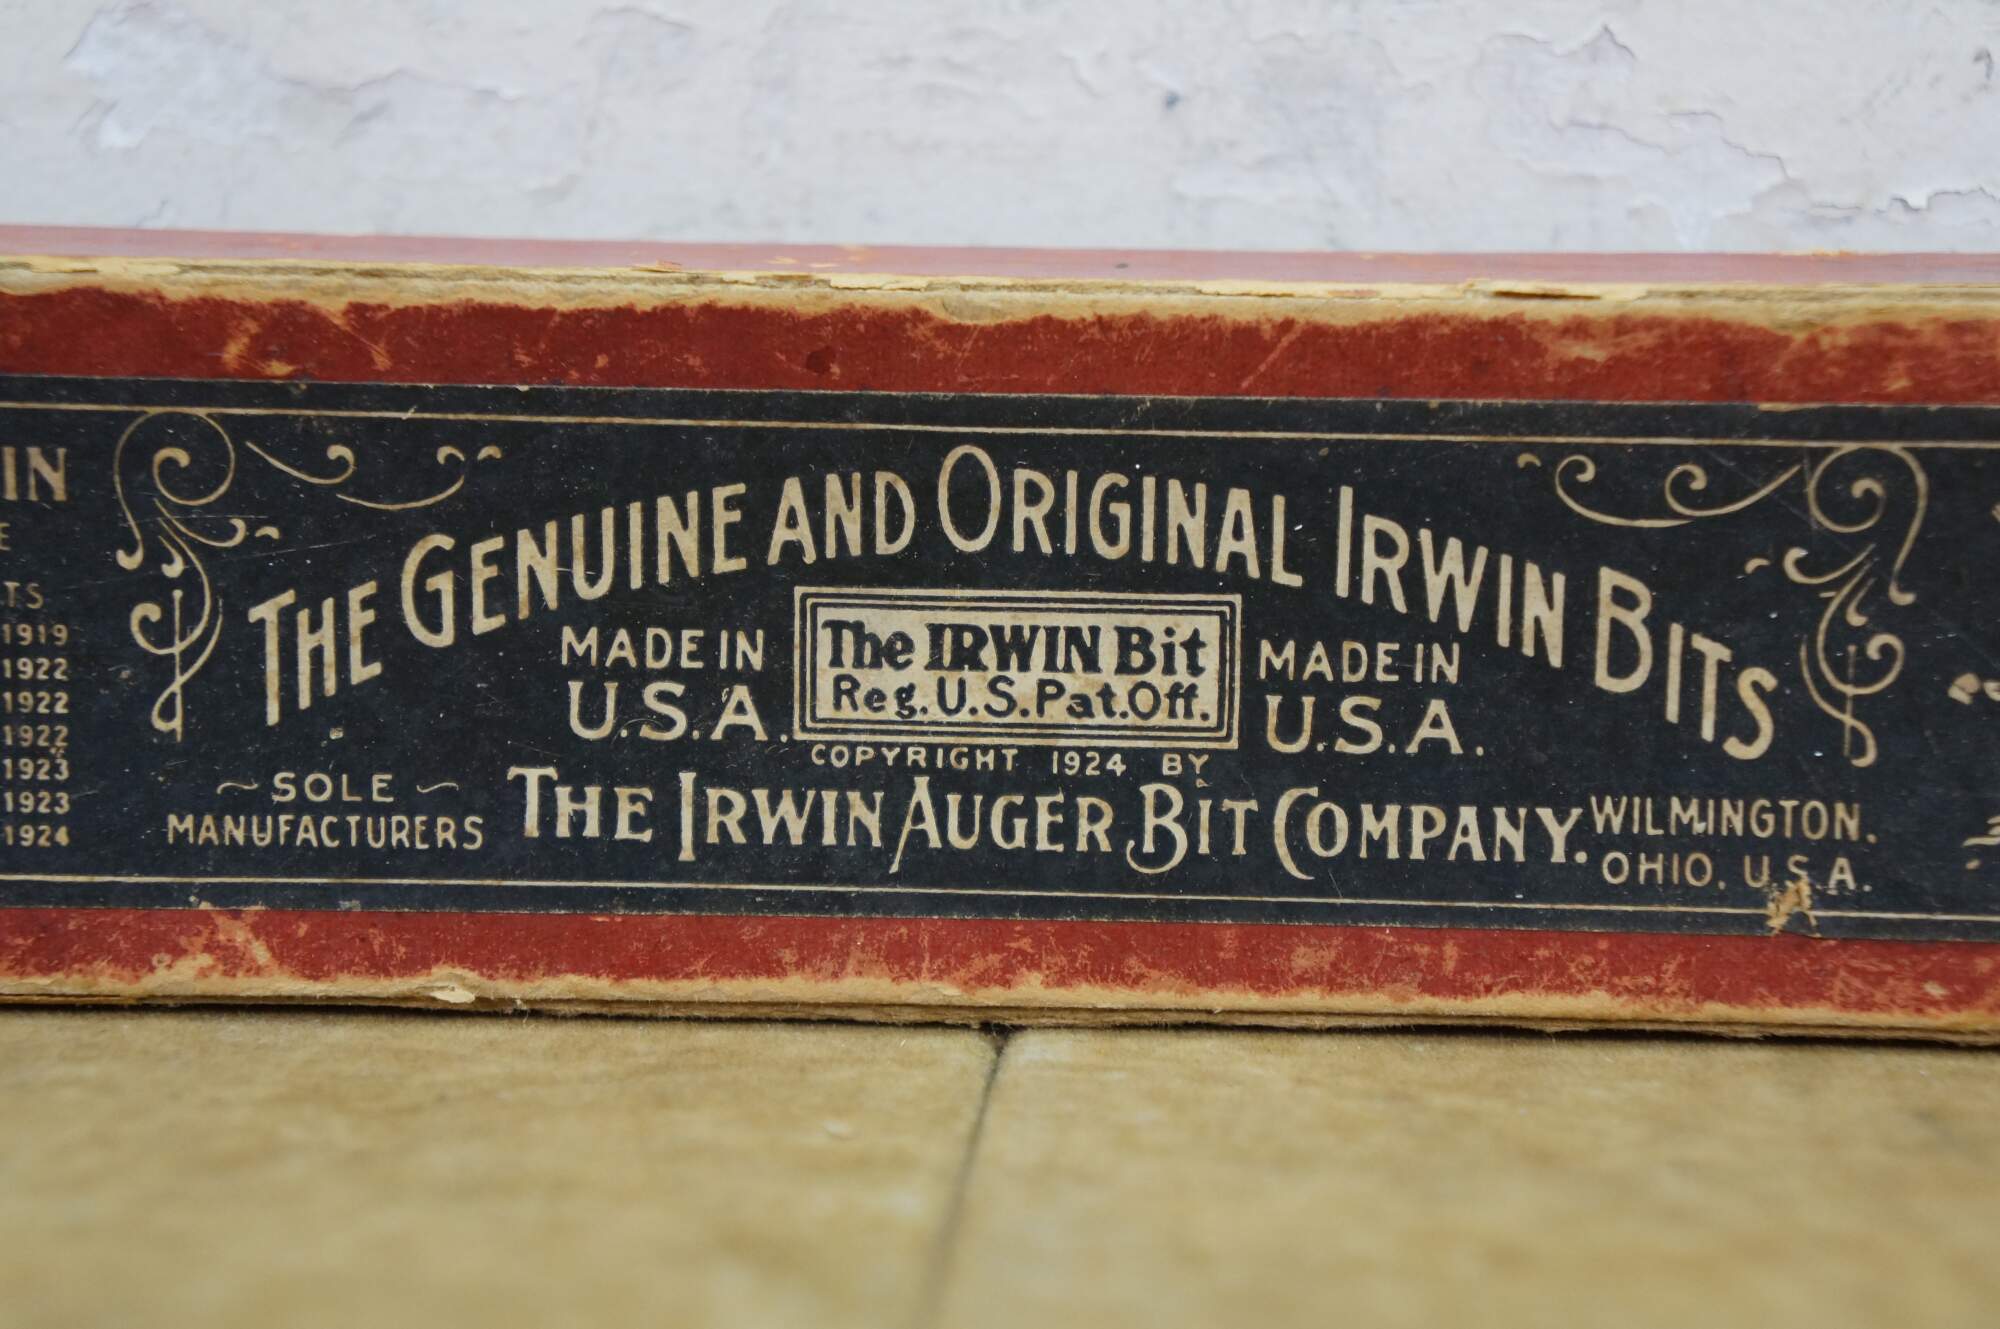 IN
E
TS
1919
1922
1922
1922
1923
1923
1924
THE GENUINE AND ORIGINAL IRWIN BITS
MADE IN
U.S.A.
The IRWIN Bit
Reg. U.S. Pat. Off.
MADE IN
U.S.A.
COPYRIGHT 1924 BY
~ SOLE ~
MANUFACTURERS
THE IRWIN AUGER BIT COMPANY.
WILMINGTON.
OHIO. U.S.A.